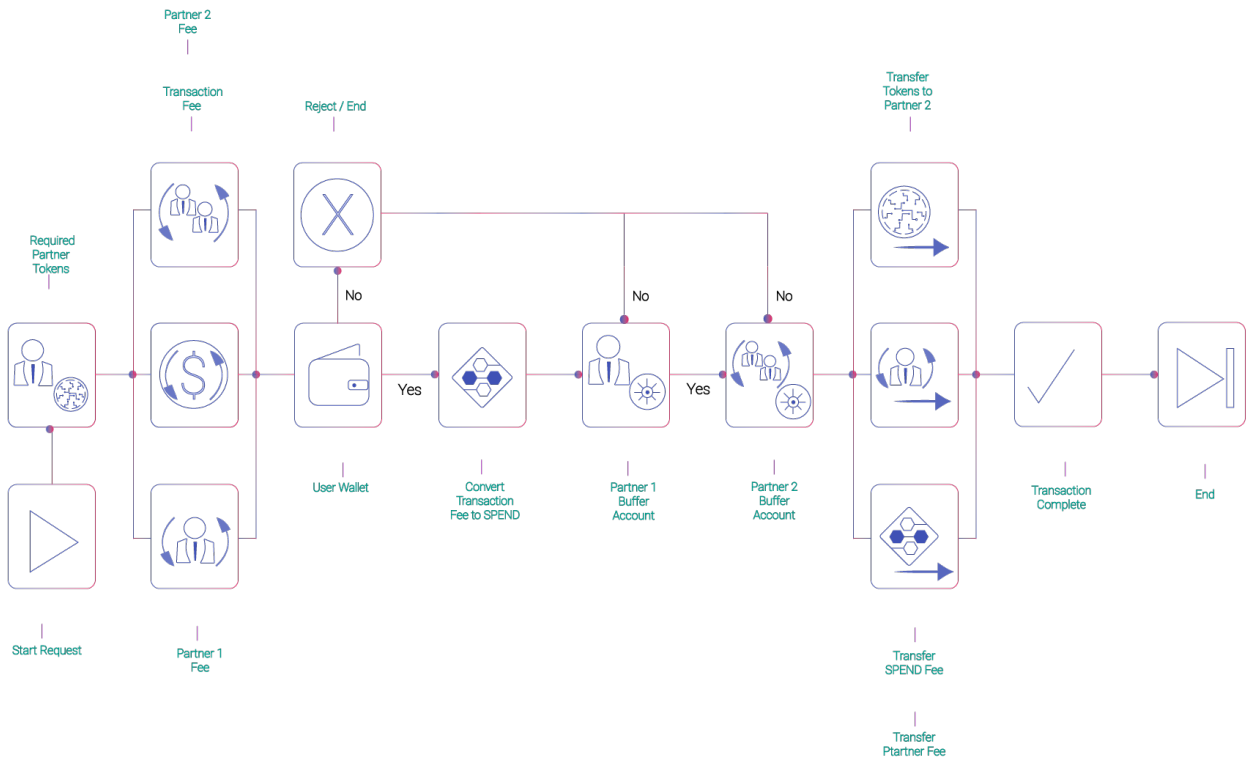 Partner 2
Fee
Transaction
Fee
Reject / End
Transfer
Tokens to
Partner 2
Required
Partner
Tokens
$
X
No
No
No
Yes
Yes
User Wallet
Convert
Transaction
Fee to SPEND
Partner 1
Buffer
Account
Partner 2
Buffer
Account
Transaction
Complete
End
Start Request
Partner 1
Fee
Transfer
SPEND Fee
Transfer
Ptartner Fee